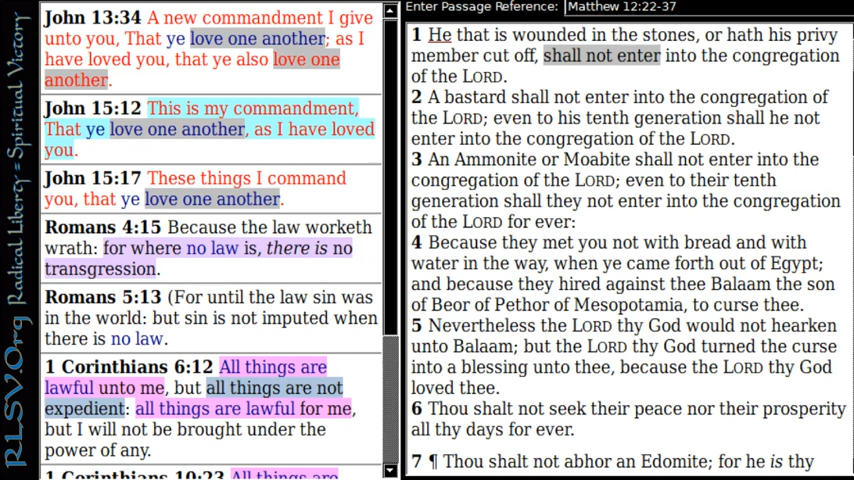 RLSV.Org Radical Liberty = Spiritual Victory
John 13:34 A new commandment I give
unto you, That ye love one another; as I
have loved you, that ye also love one
another.
John 15:12 This is my commandment,
That ye love one another, as I have loved
you.
John 15:17 These things I command
you, that ye love one another.
Romans 4:15 Because the law worketh
wrath: for where no law is, there is no
transgression.
Romans 5:13 (For until the law sin was
in the world: but sin is not imputed when
there is no law.
1 Corinthians 6:12 All things are
lawful unto me, but all things are not
expedient: all things are lawful for me,
but I will not be brought under the
power of any.
1 Corinthians 10:23 All things are
Enter Passage Reference: Matthew 12:22-37
1 He that is wounded in the stones, or hath his privy
member cut off, shall not enter into the congregation
of the LORD.
2 A bastard shall not enter into the congregation of
the LORD; even to his tenth generation shall he not
enter into the congregation of the LORD.
3 An Ammonite or Moabite shall not enter into the
congregation of the LORD; even to their tenth
generation shall they not enter into the congregation
of the LORD for ever:
4 Because they met you not with bread and with
water in the way, when ye came forth out of Egypt;
and because they hired against thee Balaam the son
of Beor of Pethor of Mesopotamia, to curse thee.
5 Nevertheless the LORD thy God would not hearken
unto Balaam; but the LORD thy God turned the curse
into a blessing unto thee, because the LORD thy God
loved thee.
6 Thou shalt not seek their peace nor their prosperity
all thy days for ever.
7 ¶ Thou shalt not abhor an Edomite; for he is thy